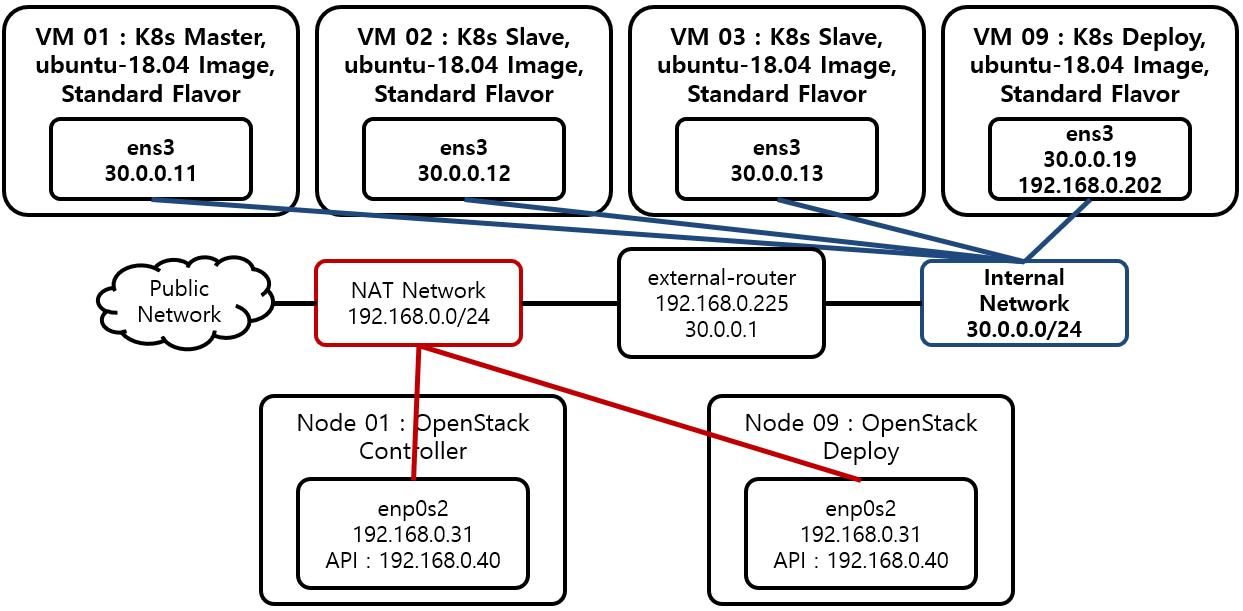 VM 01 : K8s Master,
ubuntu-18.04 Image,
Standard Flavor
ens3
30.0.0.11
VM 02 : K8s Slave,
ubuntu-18.04 Image,
Standard Flavor
ens3
30.0.0.12
VM 03 : K8s Slave,
ubuntu-18.04 Image,
Standard Flavor
ens3
30.0.0.13
VM 09 : K8s Deploy,
ubuntu-18.04 Image,
Standard Flavor
ens3
30.0.0.19
192.168.0.202
Public
Network
NAT Network
192.168.0.0/24
external-router
192.168.0.225
30.0.0.1
Internal
Network
30.0.0.0/24
Node 01 : OpenStack
Controller
enp0s2
192.168.0.31
API : 192.168.0.40
Node 09 : OpenStack
Deploy
enp0s2
192.168.0.31
API : 192.168.0.40